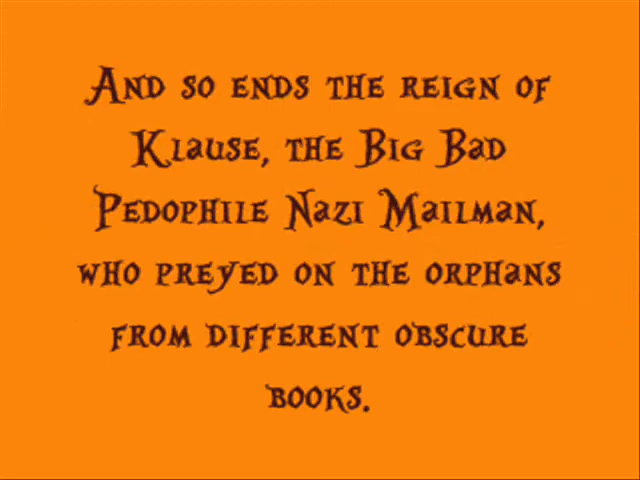 And so ends the reign of
Klause, the Big Bad
Pedophile Nazi Mailman,
who preyed on the orphans
from different obscure
books.